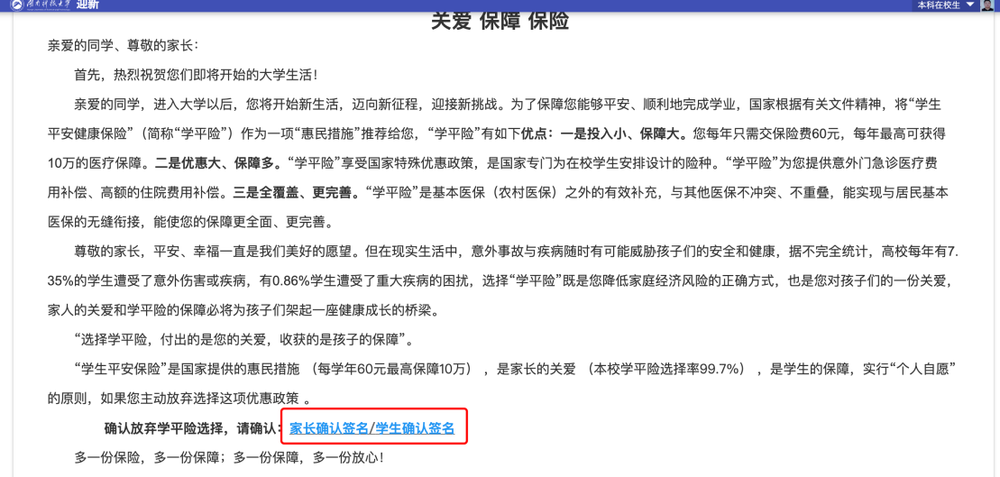 湖南科技大学 迎新 本科在校生
关爱 保障 保险
亲爱的同学、尊敬的家长：
首先，热烈祝贺您们即将开始的大学生活！
亲爱的同学，进入大学以后，您将开始新生活，迈向新征程，迎接新挑战。为了保障您能够平安、顺利地完成学业，国家根据有关文件精神，将“学生
平安健康保险”（简称“学平险”）作为一项“惠民措施”推荐给您，“学平险”有如下优点：一是投入小、保障大。您每年只需交保险费60元，每年最高可获得
10万的医疗保障。二是优惠大、保障多。“学平险”享受国家特殊优惠政策，是国家专门为在校学生安排设计的险种。“学平险”为您提供意外门急诊医疗费
用补偿、高额的住院费用补偿。三是全覆盖、更完善。“学平险”是基本医保（农村医保）之外的有效补充，与其他医保不冲突、不重叠，能实现与居民基本
医保的无缝衔接，能使您的保障更全面、更完善。
尊敬的家长，平安、幸福一直是我们美好的愿望。但在现实生活中，意外事故与疾病随时有可能威胁孩子们的安全和健康，据不完全统计，高校每年有7.
35%的学生遭受了意外伤害或疾病，有0.86%学生遭受了重大疾病的困扰，选择“学平险”既是您降低家庭经济风险的正确方式，也是您对孩子们的一份关爱，
家人的关爱和学平险的保障必将为孩子们架起一座健康成长的桥梁。
“选择学平险，付出的是您的关爱，收获的是孩子的保障”。
“学生平安保险”是国家提供的惠民措施 （每学年60元最高保障10万） ，是家长的关爱 （本校学平险选择率99.7%） ，是学生的保障，实行“个人自愿”
的原则，如果您主动放弃选择这项优惠政策 。
确认放弃学平险选择，请确认：家长确认签名/学生确认签名
多一份保险，多一份保障；多一份保障，多一份放心！